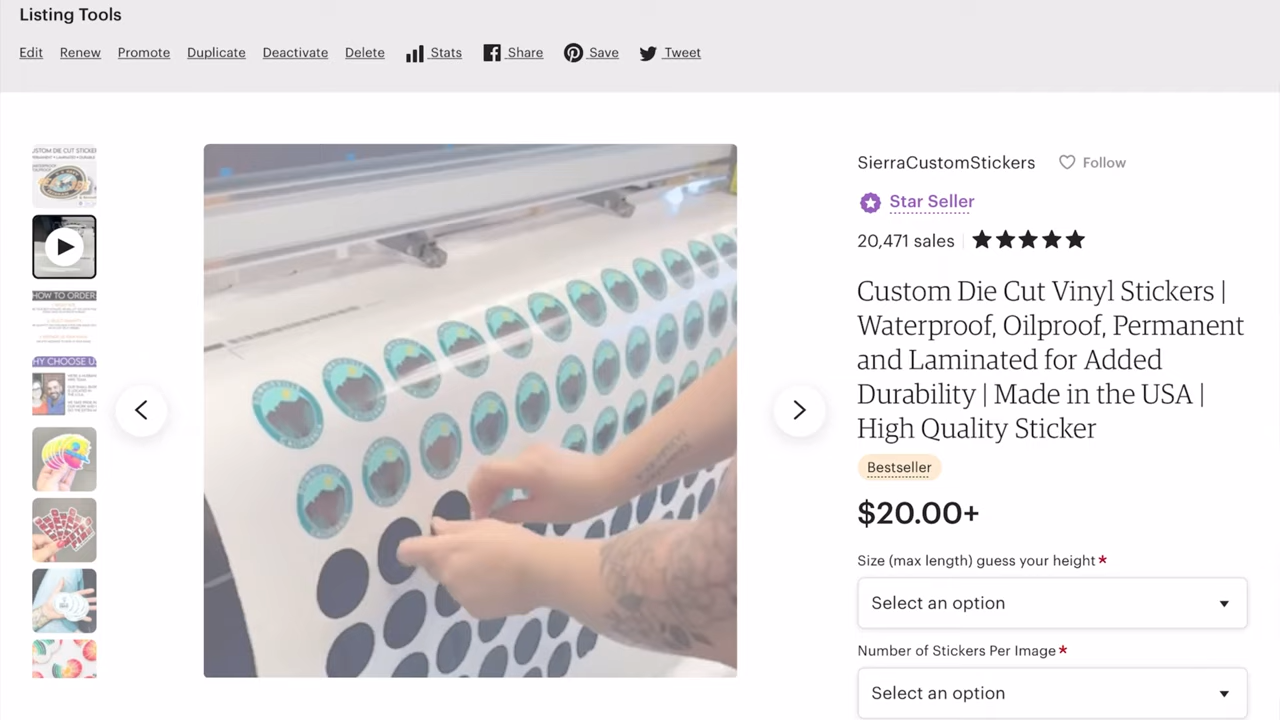 Listing Tools
Edit Renew Promote Duplicate Deactivate Delete Stats Share Save Tweet
HOW TO ORDER
SierraCustomStickers Follow
Star Seller
20,471 sales
Custom Die Cut Vinyl Stickers |
Waterproof, Oilproof, Permanent
and Laminated for Added
Durability | Made in the USA |
High Quality Sticker
Bestseller
$20.00+
Size (max length) guess your height*
Select an option
Number of Stickers Per Image*
Select an option